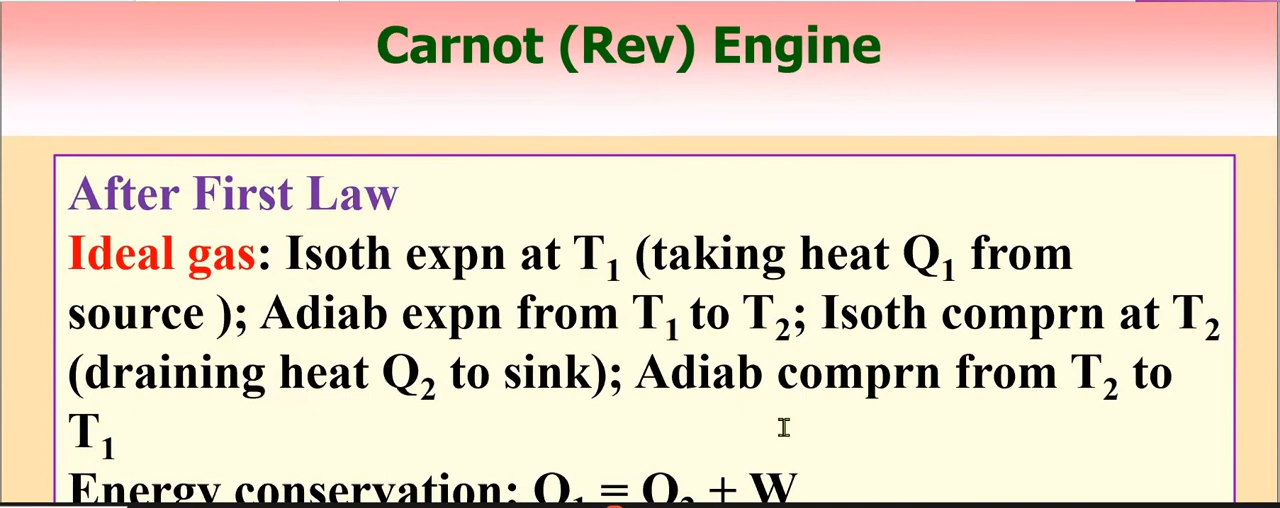 Carnot (Rev) Engine
After First Law
Ideal gas: Isoth expn at T₁ (taking heat Q₁ from
source ); Adiab expn from T₁ to T₂; Isoth comprn at T₂
(draining heat Q₂ to sink); Adiab comprn from T₂ to
T₁
Energy conservation: Q₁ = Q₂ + W